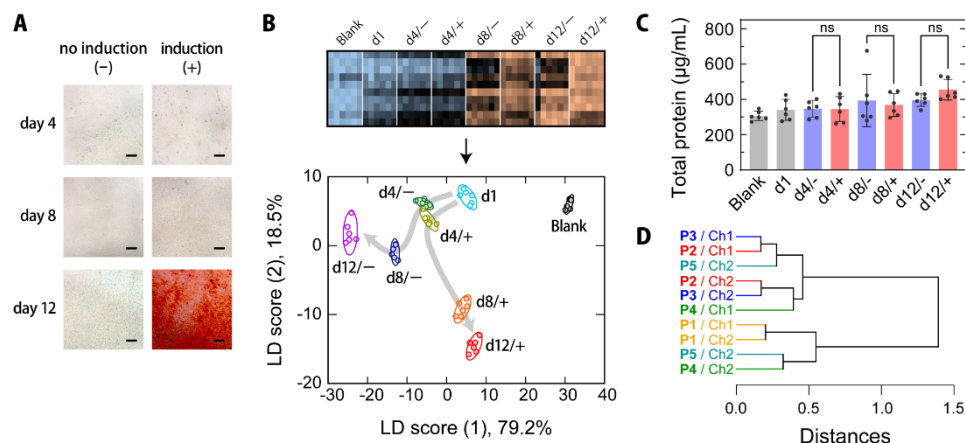 A
no induction
(−)
induction
(+)
day 4
day 8
day 12
B
Blank
d1
d4/−
d4/+
d8/−
d8/+
d12/−
d12/+
LD score (2), 18.5%
10
0
-10
-20
d4/−
d1
d4/+
Blank
d12/−
d8/−
d8/+
d12/+
-30 -20 -10 0 10 20 30 40
LD score (1), 79.2%
C
Total protein (µg/mL)
800
600
400
200
0
ns
ns
ns
Blank
d1
d4/-
d4/+
d8/-
d8/+
d12/-
d12/+
D
P3 / Ch1
P2 / Ch1
P5 / Ch2
P2 / Ch2
P3 / Ch2
P4 / Ch1
P1 / Ch1
P1 / Ch2
P5 / Ch2
P4 / Ch2
0.0 0.5 1.0 1.5
Distances